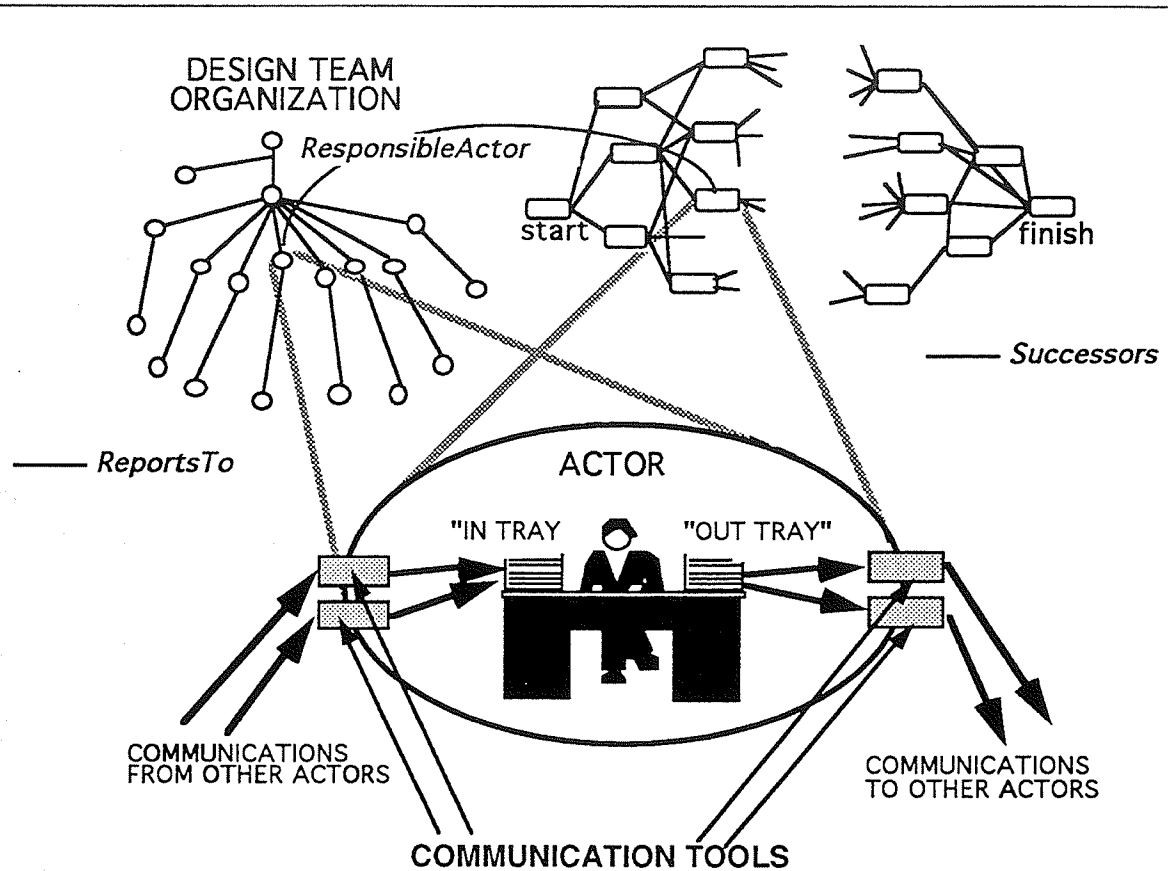 DESIGN TEAM
ORGANIZATION
ResponsibleActor
start
finish
Successors
ReportsTo
ACTOR
"IN TRAY
"OUT TRAY"
COMMUNICATIONS
FROM OTHER ACTORS
COMMUNICATIONS
TO OTHER ACTORS
COMMUNICATION TOOLS